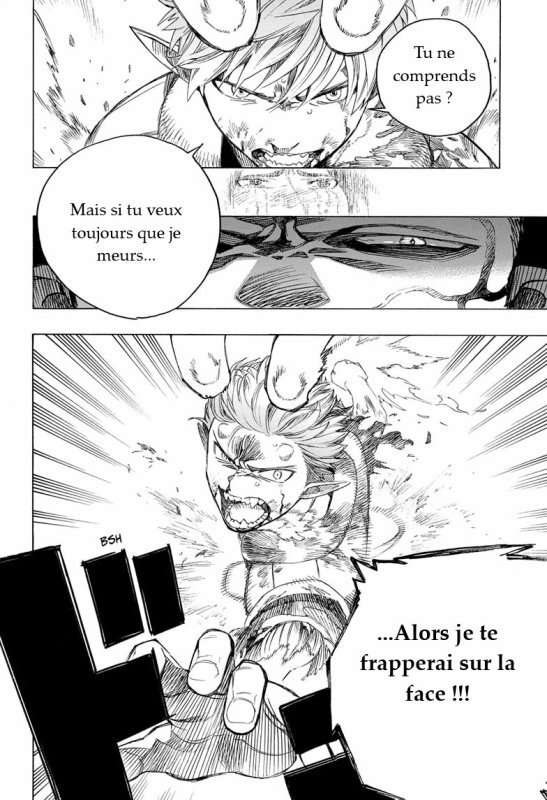 Tu ne
comprends
pas ?
Mais si tu veux
toujours que je
meurs...
BSH
...Alors je te
frapperai sur la
face !!!